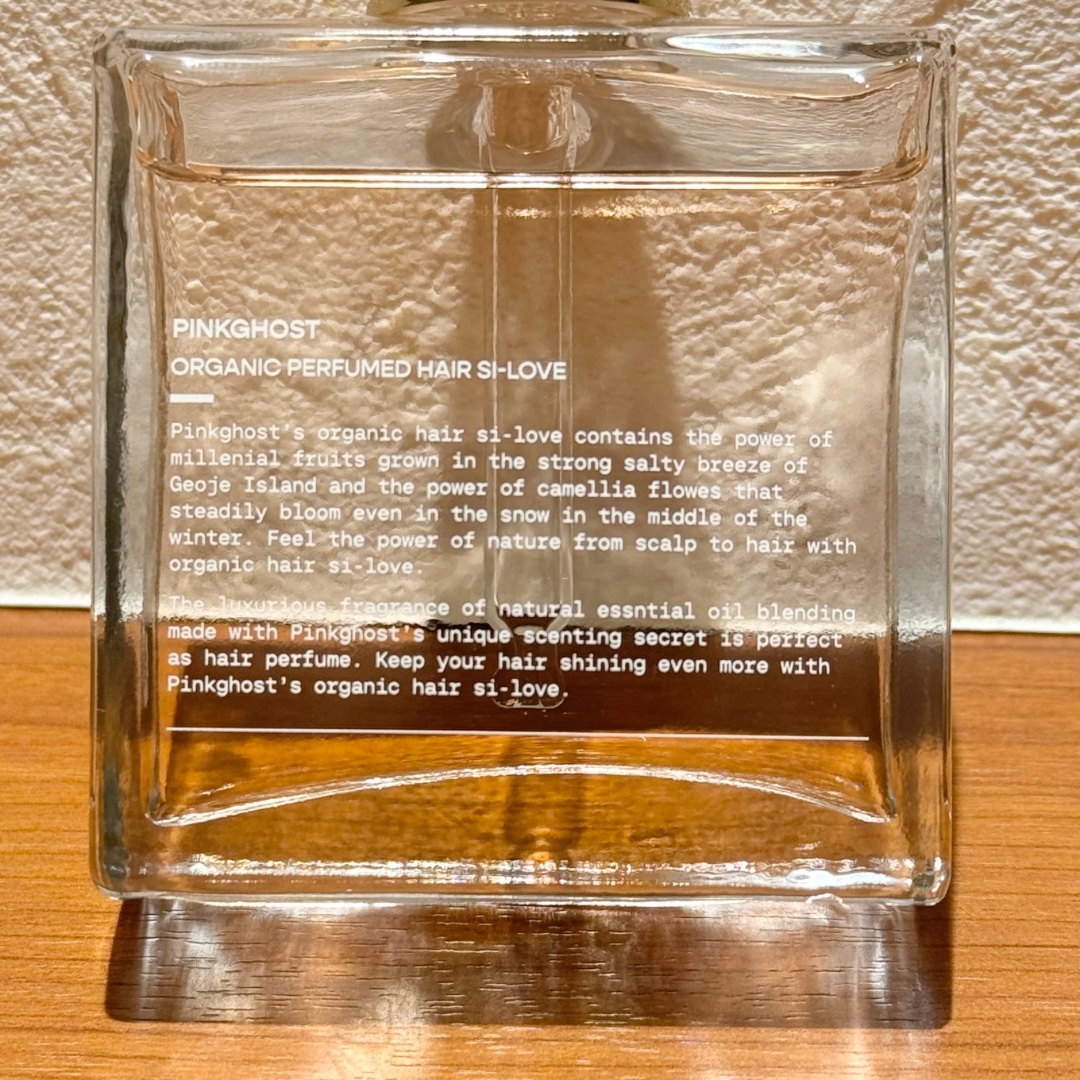 PINKGHOST
ORGANIC PERFUMED HAIR SI-LOVE
Pinkghost's organic hair si-love contains the power of
millenial fruits grown in the strong salty breeze of
Geoje Island and the power of camellia flowes that
steadily bloom even in the snow in the middle of the
winter. Feel the power of nature from scalp to hair with
organic hair si-love.
The luxurious fragrance of natural essntial oil blending
made with Pinkghost's unique scenting secret is perfect
as hair perfume. Keep your hair shining even more with
Pinkghost's organic hair si-love.